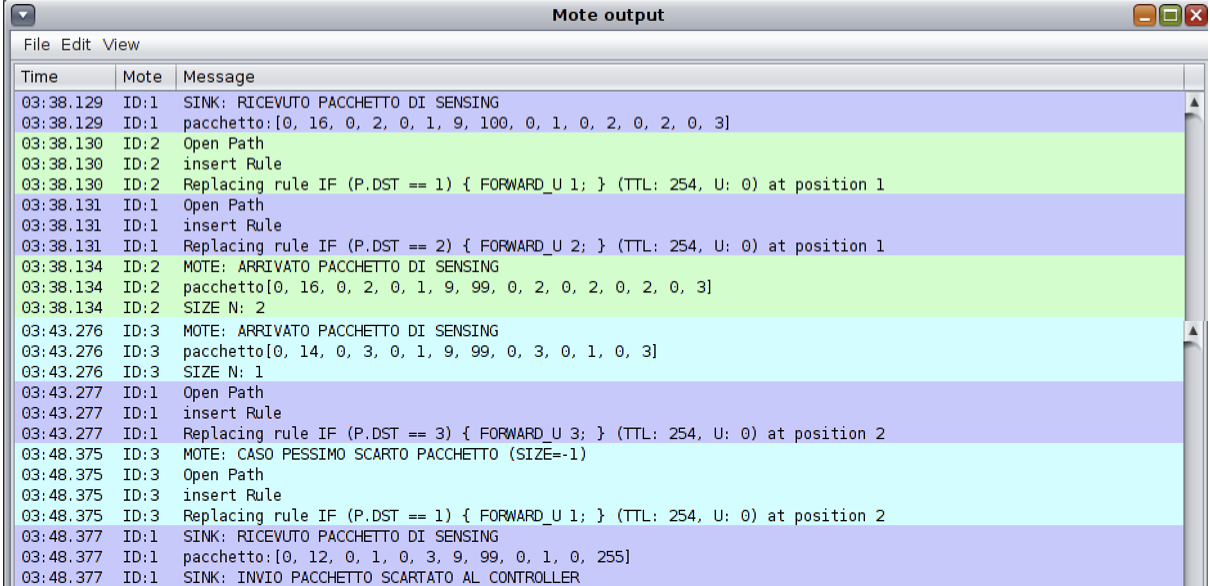 Mote output
File Edit View
Time Mote Message
03:38.129 ID:1 SINK: RICEVUTO PACCHETTO DI SENSING
03:38.129 ID:1 pacchetto:[0, 16, 0, 2, 0, 1, 9, 100, 0, 1, 0, 2, 0, 2, 0, 3]
03:38.130 ID:2 Open Path
03:38.130 ID:2 insert Rule
03:38.130 ID:2 Replacing rule IF (P.DST == 1) { FORWARD_U 1; } (TTL: 254, U: 0) at position 1
03:38.131 ID:1 Open Path
03:38.131 ID:1 insert Rule
03:38.131 ID:1 Replacing rule IF (P.DST == 2) { FORWARD_U 2; } (TTL: 254, U: 0) at position 1
03:38.134 ID:2 MOTE: ARRIVATO PACCHETTO DI SENSING
03:38.134 ID:2 pacchetto[0, 16, 0, 2, 0, 1, 9, 99, 0, 2, 0, 2, 0, 2, 0, 3]
03:38.134 ID:2 SIZE N: 2
03:43.276 ID:3 MOTE: ARRIVATO PACCHETTO DI SENSING
03:43.276 ID:3 pacchetto[0, 14, 0, 3, 0, 1, 9, 99, 0, 3, 0, 1, 0, 3]
03:43.276 ID:3 SIZE N: 1
03:43.277 ID:1 Open Path
03:43.277 ID:1 insert Rule
03:43.277 ID:1 Replacing rule IF (P.DST == 3) { FORWARD_U 3; } (TTL: 254, U: 0) at position 2
03:48.375 ID:3 MOTE: CASO PESSIMO SCARTO PACCHETTO (SIZE=-1)
03:48.375 ID:3 Open Path
03:48.375 ID:3 insert Rule
03:48.375 ID:3 Replacing rule IF (P.DST == 1) { FORWARD_U 1; } (TTL: 254, U: 0) at position 2
03:48.377 ID:1 SINK: RICEVUTO PACCHETTO DI SENSING
03:48.377 ID:1 pacchetto:[0, 12, 0, 1, 0, 3, 9, 99, 0, 1, 0, 255]
03:48.377 ID:1 SINK: INVIO PACCHETTO SCARTATO AL CONTROLLER